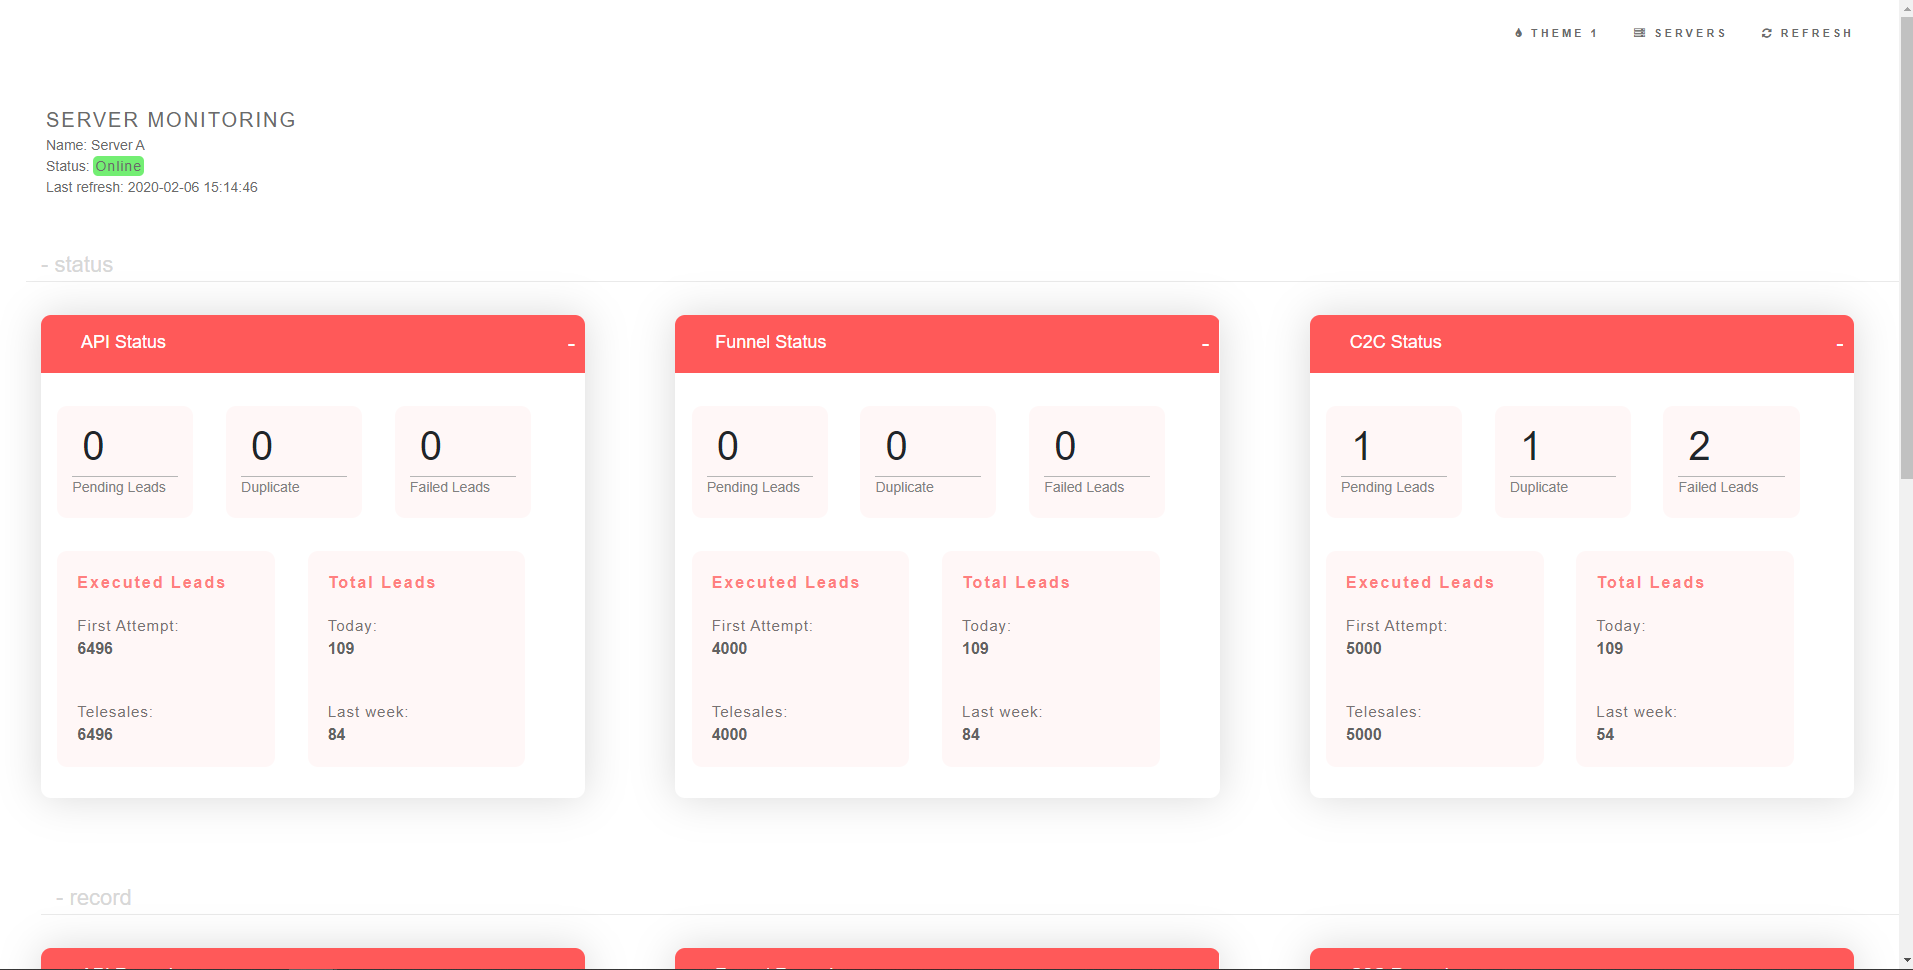 THEME 1 SERVERS REFRESH
SERVER MONITORING
Name: Server A
Status: Online
Last refresh: 2020-02-06 15:14:46
- status
API Status -
0 0 0
Pending Leads Duplicate Failed Leads
Executed Leads Total Leads
First Attempt: Today:
6496 109
Telesales: Last week:
6496 84
Funnel Status -
0 0 0
Pending Leads Duplicate Failed Leads
Executed Leads Total Leads
First Attempt: Today:
4000 109
Telesales: Last week:
4000 84
C2C Status -
1 1 2
Pending Leads Duplicate Failed Leads
Executed Leads Total Leads
First Attempt: Today:
5000 109
Telesales: Last week:
5000 54
- record